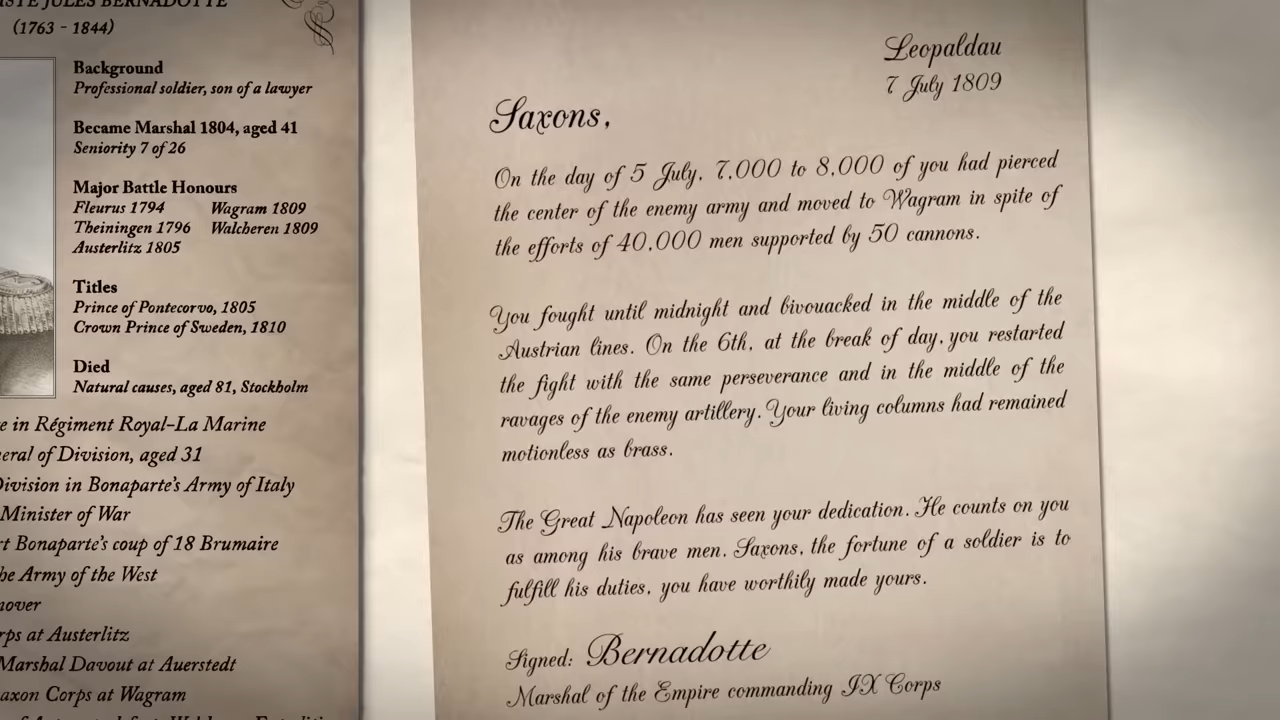 JULES BERNADOTTE
(1763 - 1844)
Background
Professional soldier, son of a lawyer
Became Marshal 1804, aged 41
Seniority 7 of 26
Major Battle Honours
Fleurus 1794 Wagram 1809
Theiningen 1796 Walcheren 1809
Austerlitz 1805
Titles
Prince of Pontecorvo, 1805
Crown Prince of Sweden, 1810
Died
Natural causes, aged 81, Stockholm
in Régiment Royal-La Marine
of Division, aged 31
Division in Bonaparte's Army of Italy
Minister of War
Bonaparte's coup of 18 Brumaire
the Army of the West
at Austerlitz
Marshal Davout at Auerstedt
Corps at Wagram
Leopaldau
7 July 1809
Saxons,
On the day of 5 July, 7,000 to 8,000 of you had pierced
the center of the enemy army and moved to Wagram in spite of
the efforts of 40,000 men supported by 50 cannons.
You fought until midnight and bivouacked in the middle of the
Austrian lines. On the 6th, at the break of day, you restarted
the fight with the same perseverance and in the middle of the
ravages of the enemy artillery. Your living columns had remained
motionless as brass.
The Great Napoleon has seen your dedication. He counts on you
as among his brave men. Saxons, the fortune of a soldier is to
fulfill his duties, you have worthily made yours.
Signed: Bernadotte
Marshal of the Empire commanding IX Corps